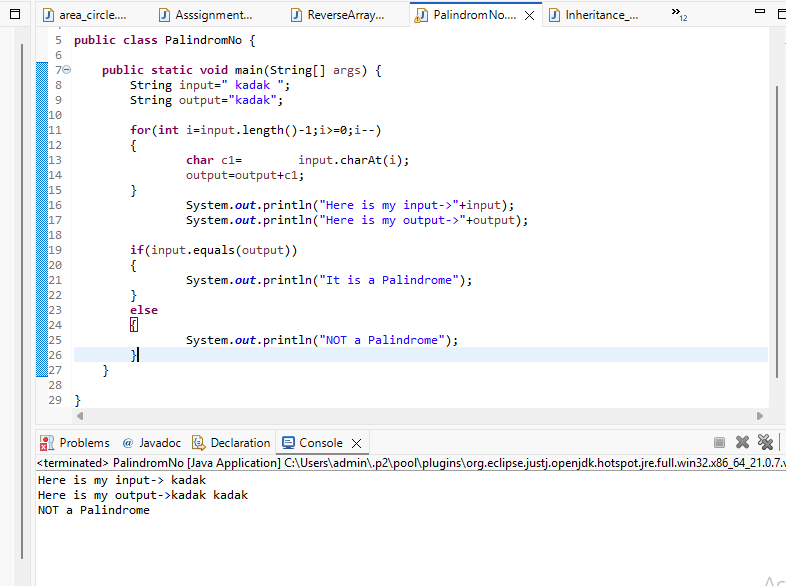 area_circle.... Asssignment... ReverseArray... PalindromNo.... Inheritance_... »12
5 public class PalindromNo {
6
7 public static void main(String[] args) {
8 String input=" kadak ";
9 String output="kadak";
10
11 for(int i=input.length()-1;i>=0;i--)
12 {
13 char c1= input.charAt(i);
14 output=output+c1;
15 }
16 System.out.println("Here is my input->"+input);
17 System.out.println("Here is my output->"+output);
18
19 if(input.equals(output))
20 {
21 System.out.println("It is a Palindrome");
22 }
23 else
24 {
25 System.out.println("NOT a Palindrome");
26 }
27 }
28
29 }
Problems @ Javadoc Declaration Console
<terminated> PalindromNo [Java Application] C:\Users\admin\.p2\pool\plugins\org.eclipse.justj.openjdk.hotspot.jre.full.win32.x86_64_21.0.7.v
Here is my input-> kadak
Here is my output->kadak kadak
NOT a Palindrome